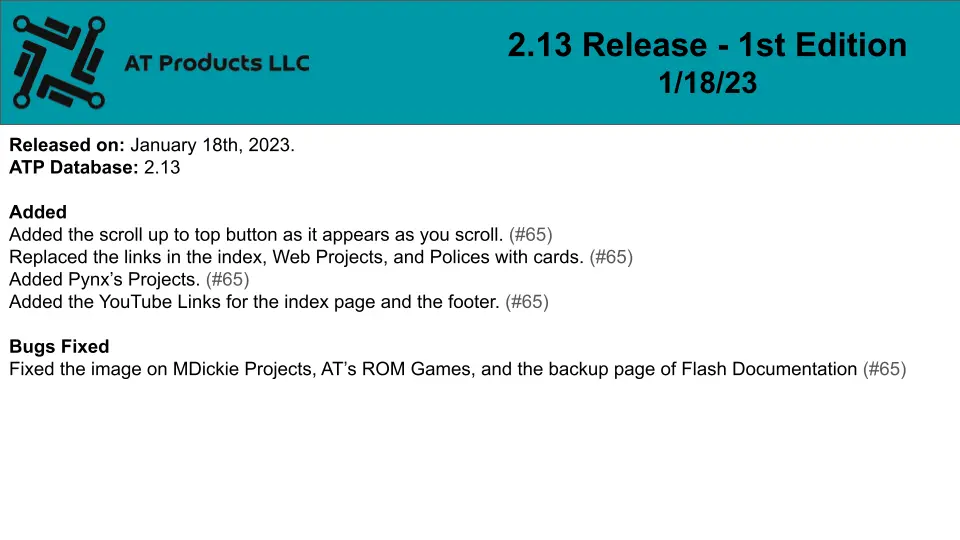 AT Products LLC
2.13 Release - 1st Edition
1/18/23
Released on: January 18th, 2023.
ATP Database: 2.13
Added
Added the scroll up to top button as it appears as you scroll. (#65)
Replaced the links in the index, Web Projects, and Polices with cards. (#65)
Added Pynx’s Projects. (#65)
Added the YouTube Links for the index page and the footer. (#65)
Bugs Fixed
Fixed the image on MDickie Projects, AT’s ROM Games, and the backup page of Flash Documentation (#65)